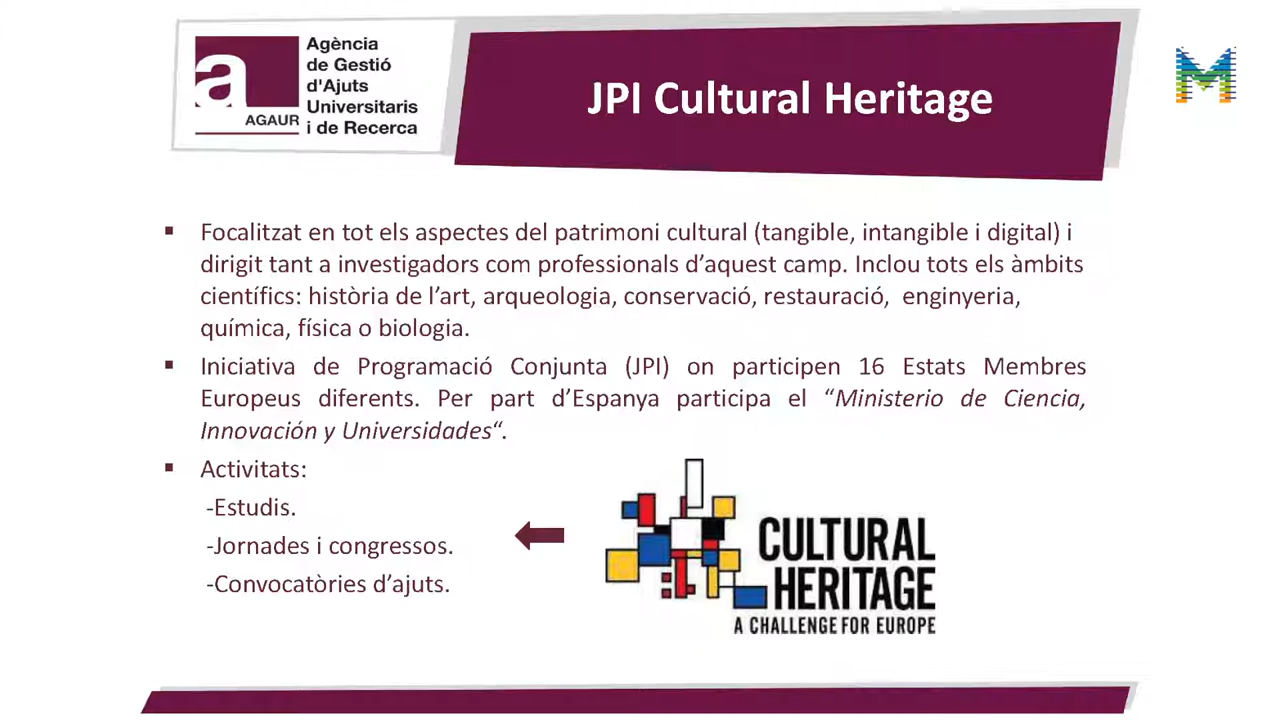 Agència
de Gestió
d'Ajuts
Universitaris
i de Recerca
a
AGAUR
JPI Cultural Heritage
M
▪ Focalitzat en tot els aspectes del patrimoni cultural (tangible, intangible i digital) i
dirigit tant a investigadors com professionals d’aquest camp. Inclou tots els àmbits
científics: història de l’art, arqueologia, conservació, restauració, enginyeria,
química, física o biologia.
▪ Iniciativa de Programació Conjunta (JPI) on participen 16 Estats Membres
Europeus diferents. Per part d’Espanya participa el “Ministerio de Ciencia,
Innovación y Universidades“.
▪ Activitats:
-Estudis.
-Jornades i congressos.
-Convocatòries d’ajuts.
CULTURAL
HERITAGE
A CHALLENGE FOR EUROPE